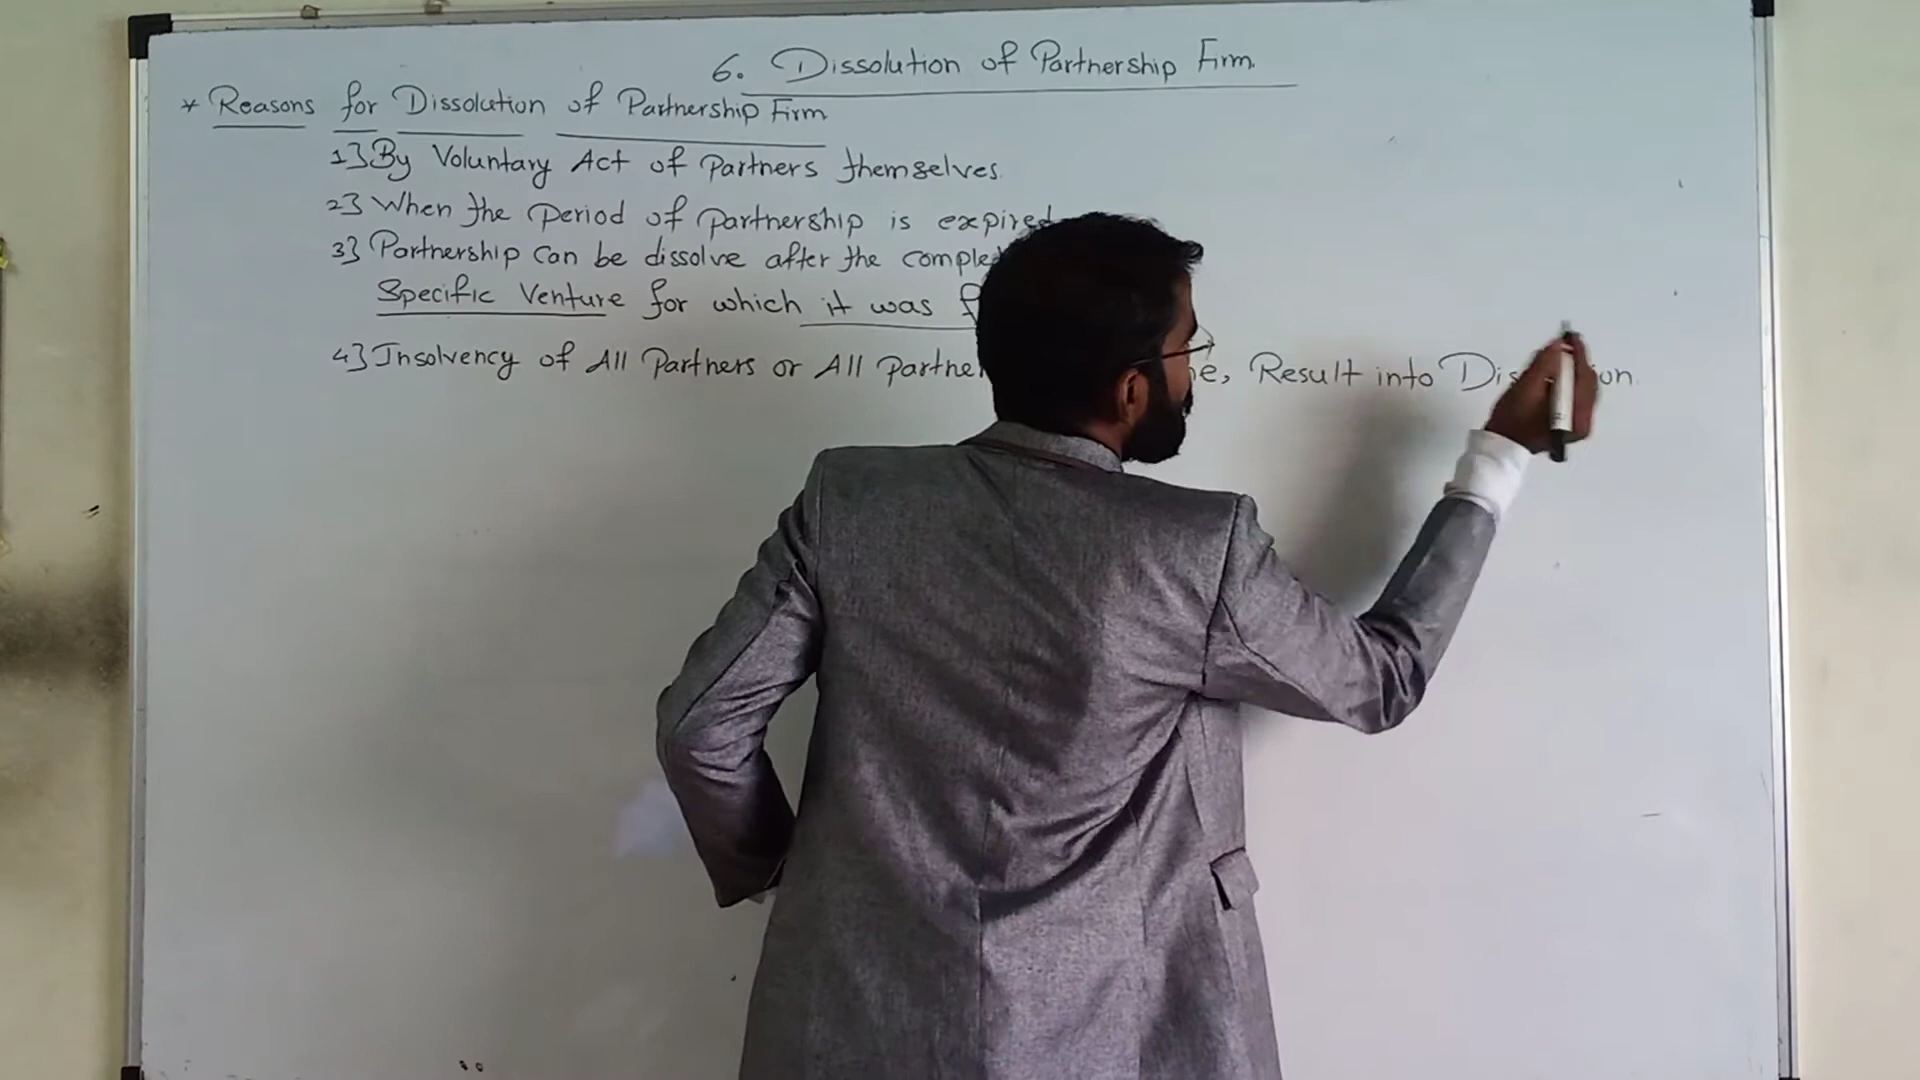 6. Dissolution of Partnership Firm.
* Reasons for Dissolution of Partnership Firm
1] By Voluntary Act of Partners themselves.
2] When the period of partnership is expired
3] Partnership can be dissolve after the comple
Specific Venture for which it was
4] Insolvency of All Partners or All Partne , Result into